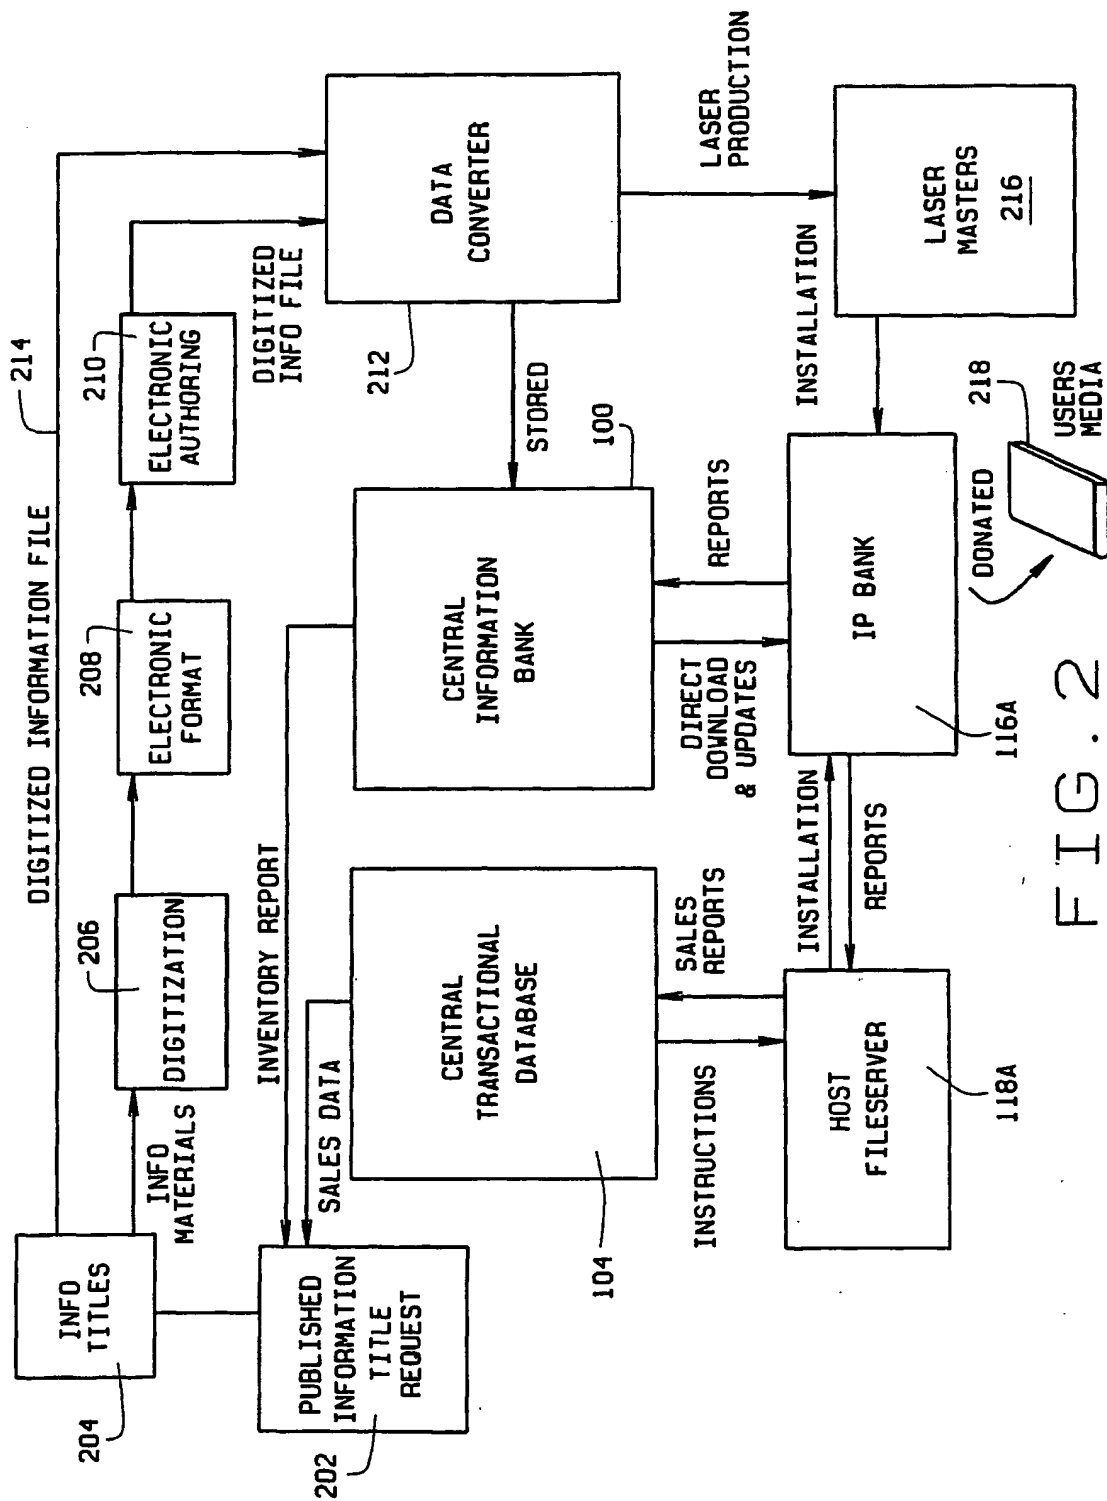 DIGITIZED INFORMATION FILE
214
INFO
TITLES
204
INFO
MATERIALS
DIGITIZATION
206
ELECTRONIC
FORMAT
208
ELECTRONIC
AUTHORING
210
DIGITIZED
INFO FILE
PUBLISHED
INFORMATION
TITLE
REQUEST
202
INVENTORY REPORT
SALES DATA
CENTRAL
TRANSACTIONAL
DATABASE
104
CENTRAL
INFORMATION
BANK
100
STORED
DATA
CONVERTER
212
INSTRUCTIONS
SALES
REPORTS
DIRECT
DOWNLOAD
& UPDATES
REPORTS
LASER
PRODUCTION
HOST
FILESERVER
118A
INSTALLATION
REPORTS
IP BANK
116A
INSTALLATION
LASER
MASTERS
216
DONATED
218
USERS
MEDIA
FIG. 2